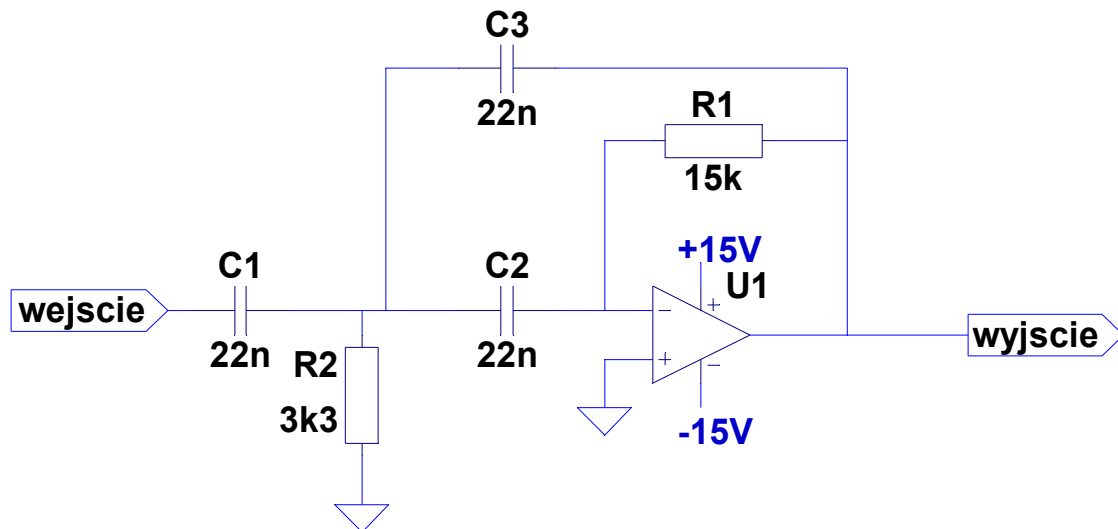 C3
22n
R1
15k
+15V
U1
C1
C2
wejscie
22n
R2
3k3
22n
-15V
wyjscie